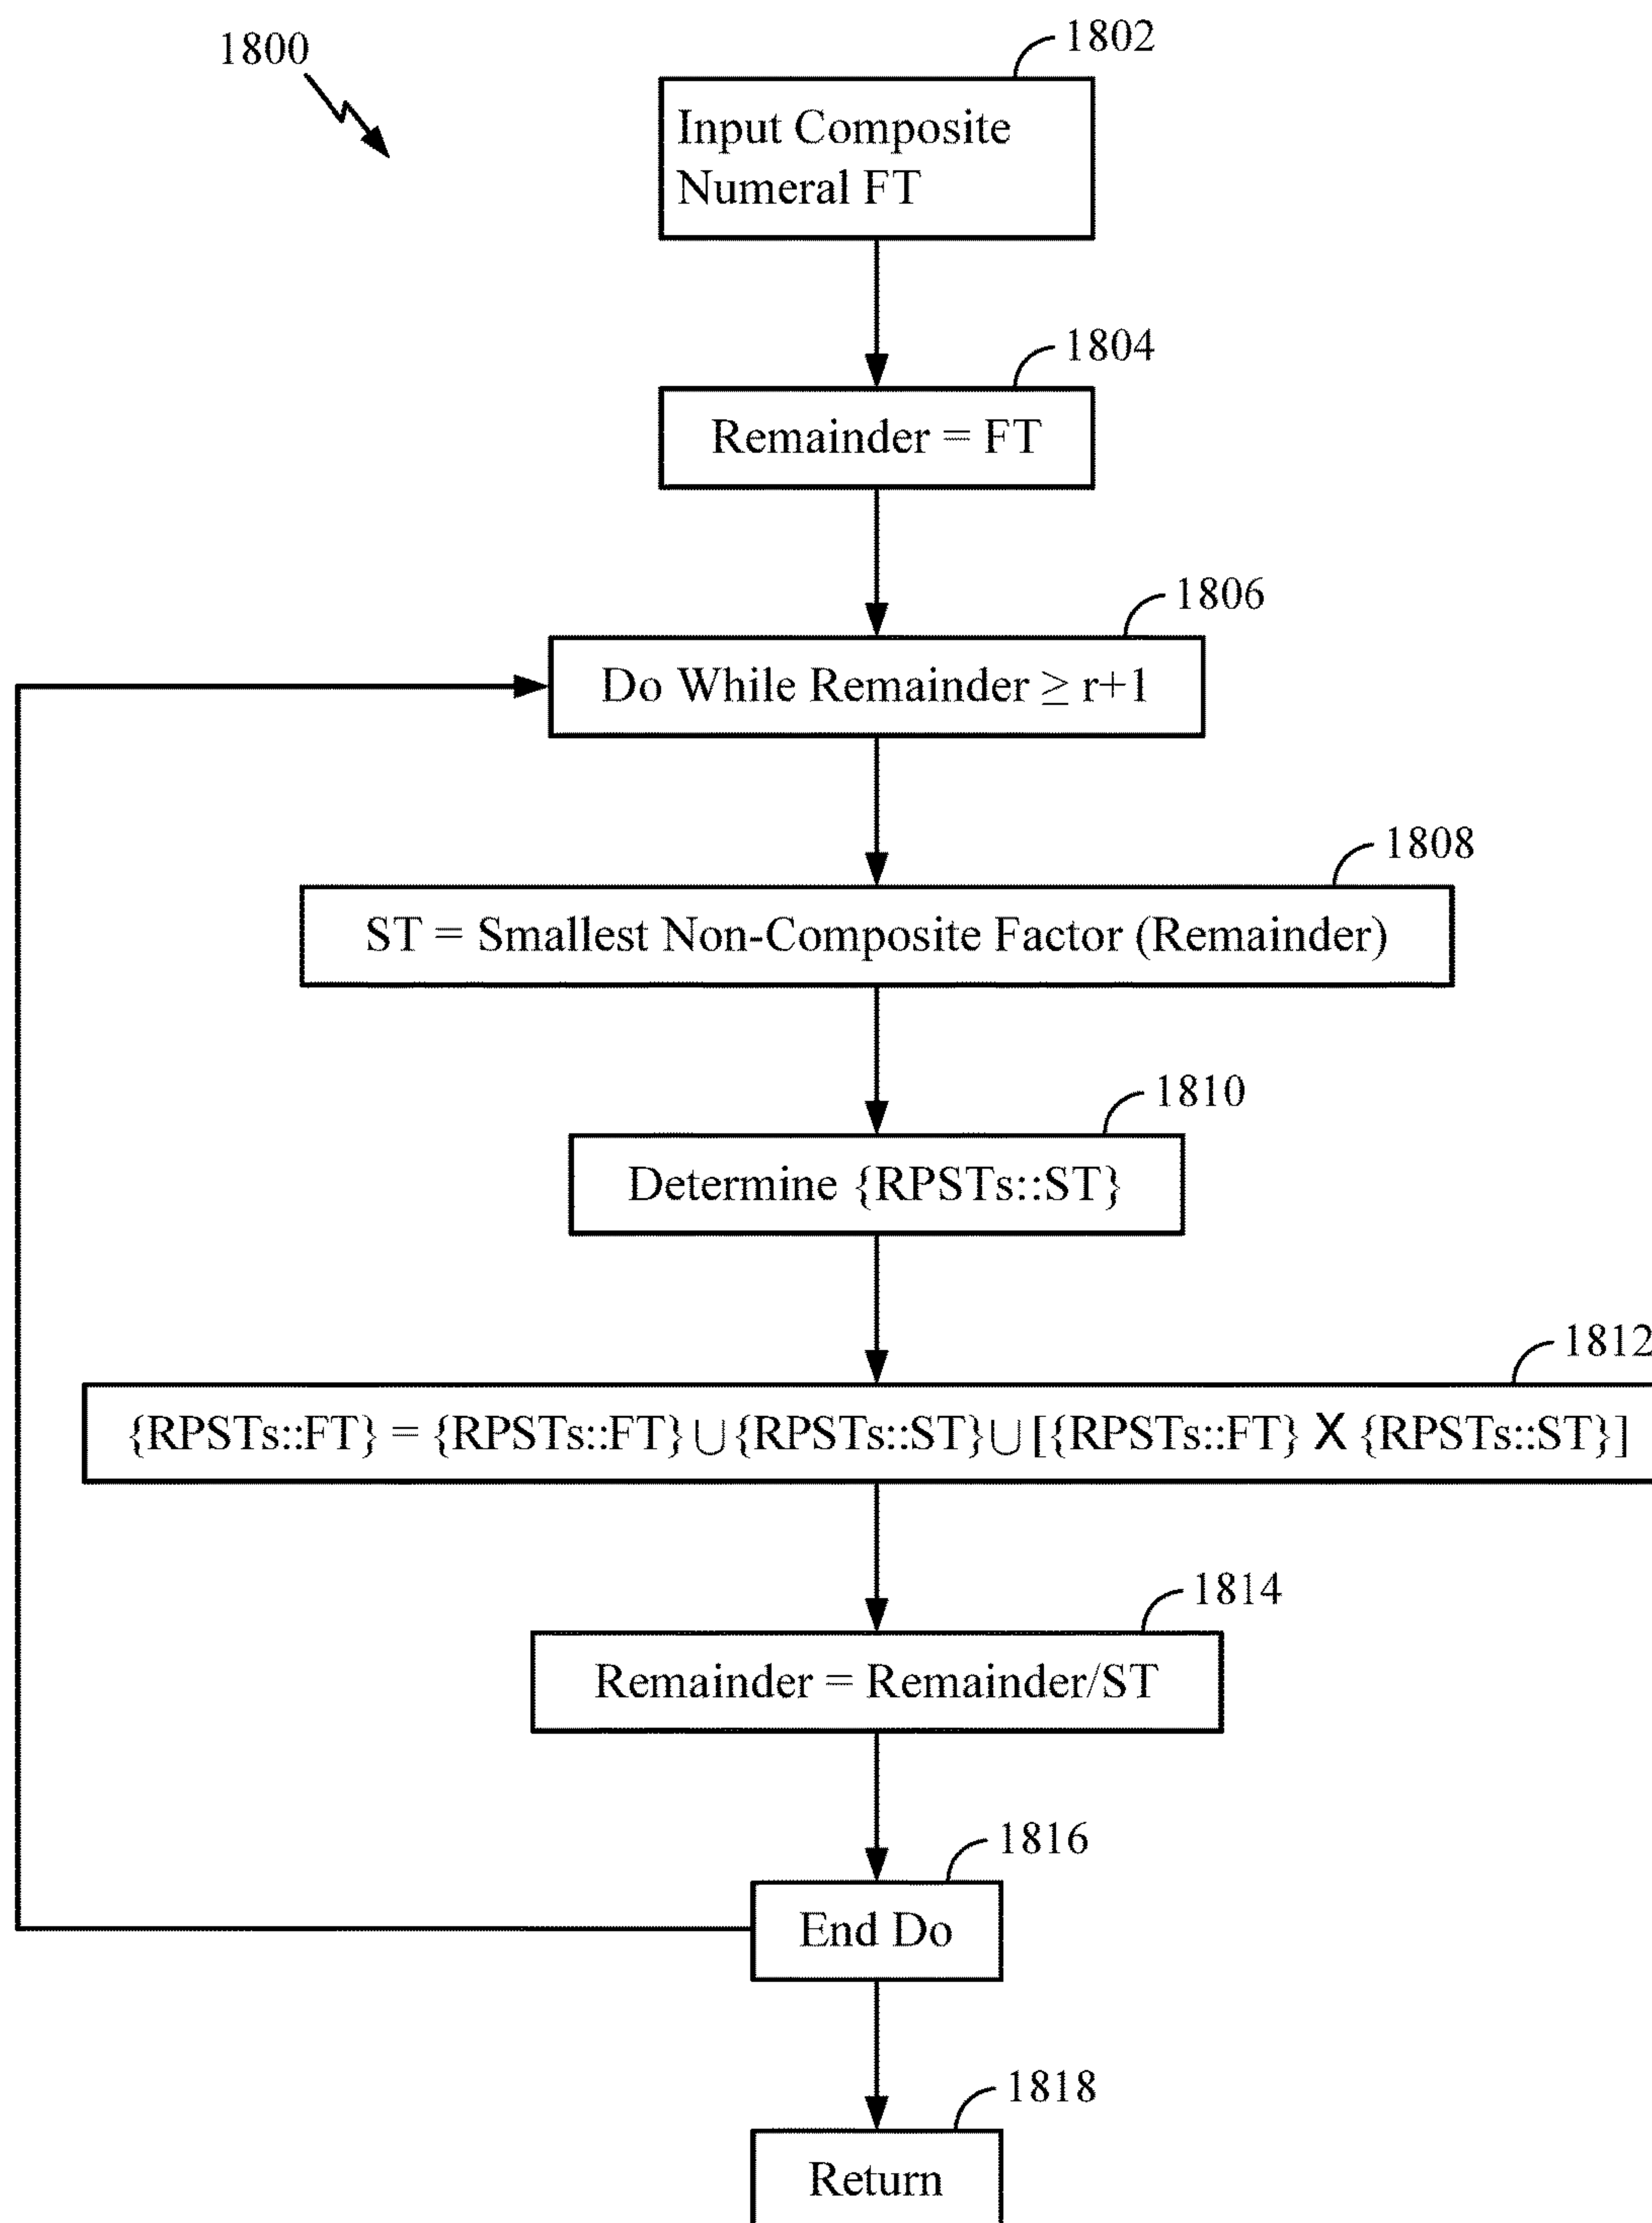 1800
1802
Input Composite
Numeral FT
1804
Remainder = FT
1806
Do While Remainder ≥ r+1
1808
ST = Smallest Non-Composite Factor (Remainder)
1810
Determine {RPSTs::ST}
1812
{RPSTs::FT} = {RPSTs::FT}∪{RPSTs::ST}∪[{RPSTs::FT} X {RPSTs::ST}]
1814
Remainder = Remainder/ST
1816
End Do
1818
Return